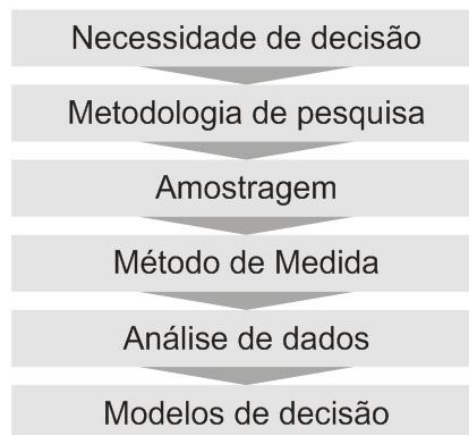 Necessidade de decisão
Metodologia de pesquisa
Amostragem
Método de Medida
Análise de dados
Modelos de decisão